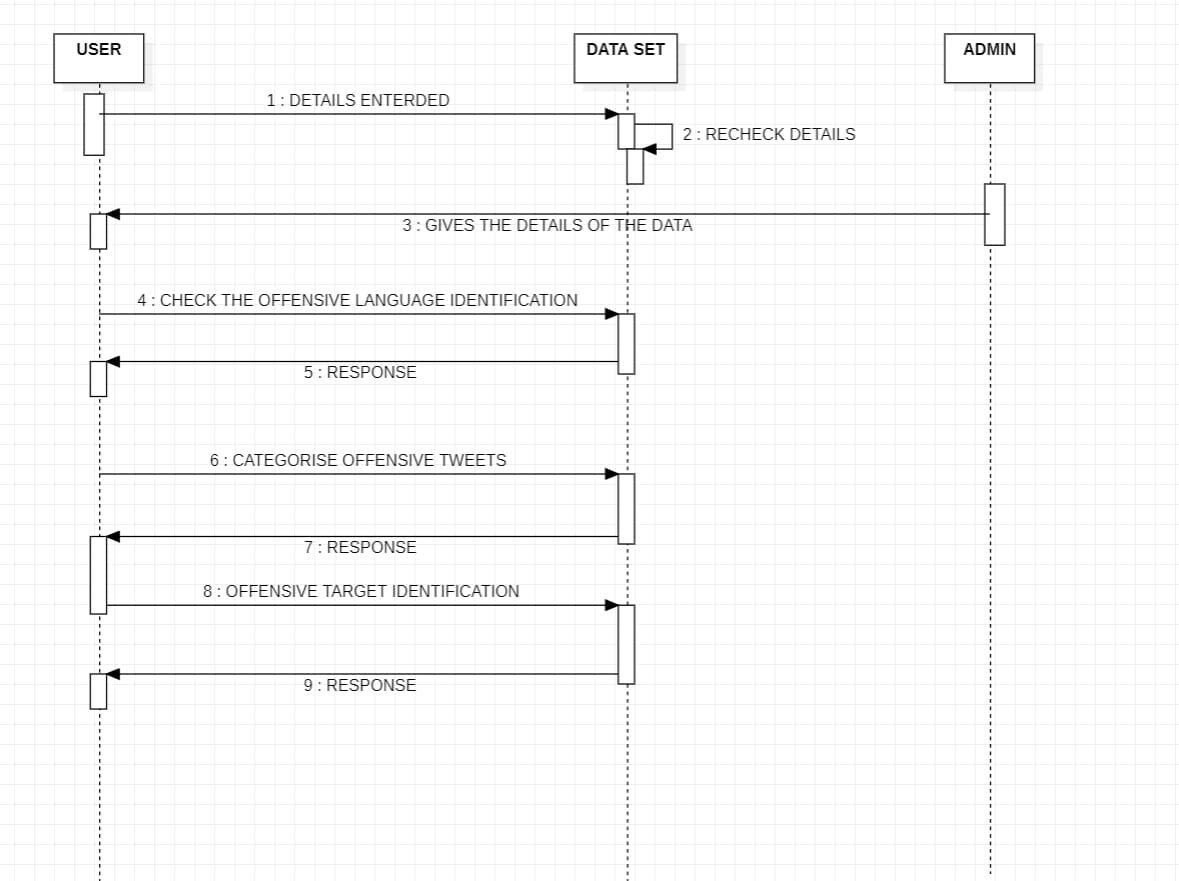 USER
DATA SET
ADMIN
1 : DETAILS ENTERDED
2 : RECHECK DETAILS
3 : GIVES THE DETAILS OF THE DATA
4 : CHECK THE OFFENSIVE LANGUAGE IDENTIFICATION
5 : RESPONSE
6 : CATEGORISE OFFENSIVE TWEETS
7 : RESPONSE
8 : OFFENSIVE TARGET IDENTIFICATION
9 : RESPONSE